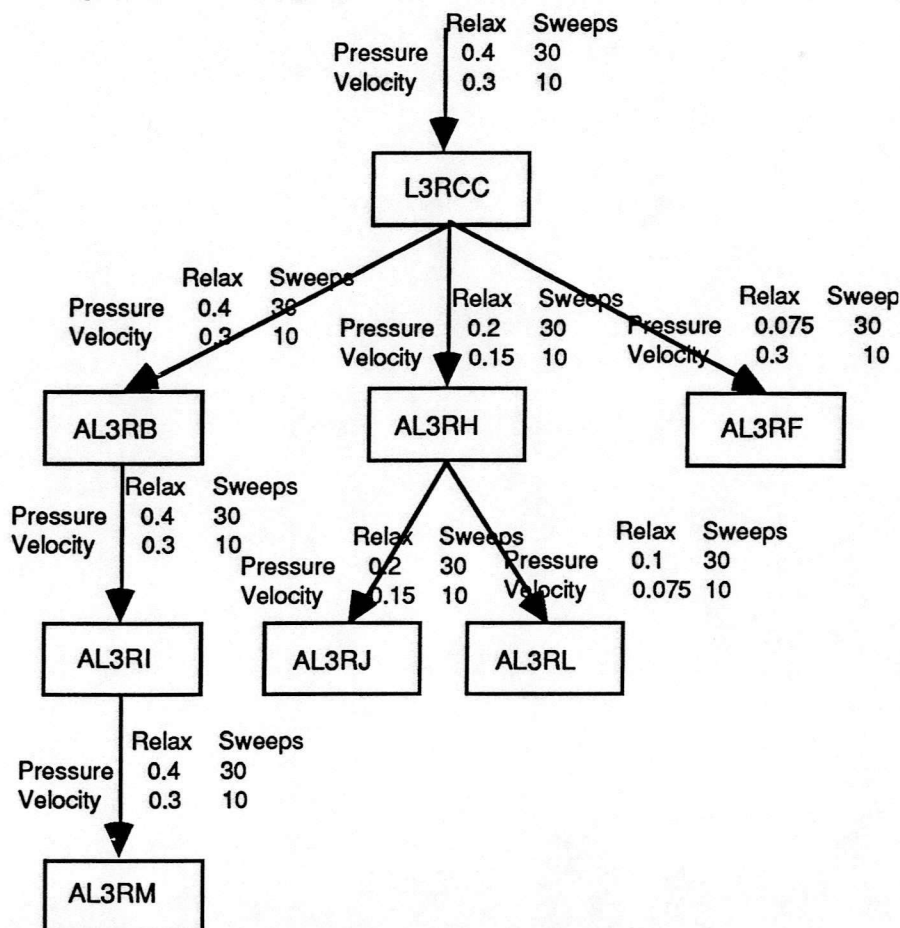 Relax Sweeps
Pressure 0.4 30
Velocity 0.3 10
L3RCC
Relax Sweeps
Pressure 0.4 30
Velocity 0.3 10
Relax Sweeps
Pressure 0.2 30
Velocity 0.15 10
Relax Sweep
Pressure 0.075 30
Velocity 0.3 10
AL3RB
AL3RH
AL3RF
Relax Sweeps
Pressure 0.4 30
Velocity 0.3 10
Relax Sweeps
Pressure 0.2 30
Velocity 0.15 10
Relax Sweeps
Pressure 0.1 30
Velocity 0.075 10
AL3RI
AL3RJ
AL3RL
Relax Sweeps
Pressure 0.4 30
Velocity 0.3 10
AL3RM